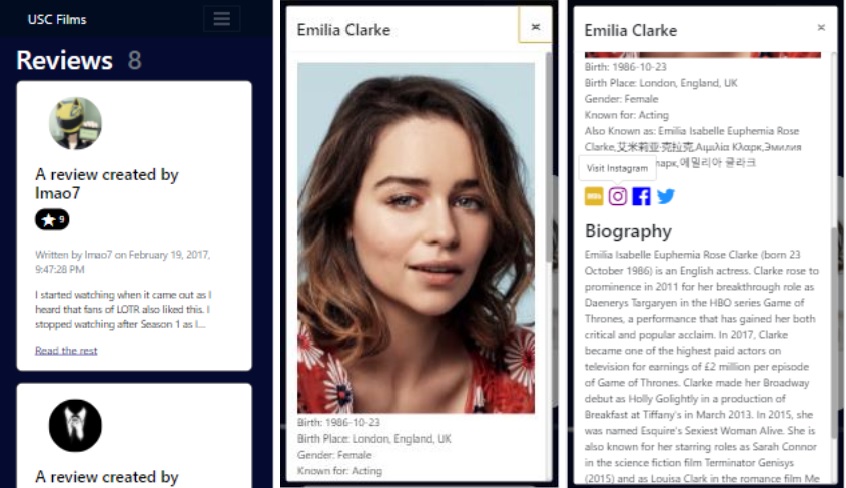 USC Films
Reviews 8
A review created by
lmao7
9
Written by lmao7 on February 19, 2017,
9:47:28 PM
I started watching when it came out as I
heard that fans of LOTR also liked this. I
stopped watching after Season 1 as I...
Read the rest
A review created by
Emilia Clarke
Birth: 1986-10-23
Birth Place: London, England, UK
Gender: Female
Known for: Acting
Emilia Clarke
Birth: 1986-10-23
Birth Place: London, England, UK
Gender: Female
Known for: Acting
Also Known as: Emilia Isabelle Euphemia Rose
Clarke,艾米莉亚·克拉克,Αιμιλία Κλαρκ,Эмилия
парк,에밀리아 클라크
Visit Instagram
IMDb
Biography
Emilia Isabelle Euphemia Rose Clarke (born 23
October 1986) is an English actress. Clarke rose to
prominence in 2011 for her breakthrough role as
Daenerys Targaryen in the HBO series Game of
Thrones, a performance that has gained her both
critical and popular acclaim. In 2017, Clarke
became one of the highest paid actors on
television for earnings of £2 million per episode
of Game of Thrones. Clarke made her Broadway
debut as Holly Golightly in a production of
Breakfast at Tiffany's in March 2013. In 2015, she
was named Esquire's Sexiest Woman Alive. She is
also known for her starring roles as Sarah Connor
in the science fiction film Terminator Genisys
(2015) and as Louisa Clark in the romance film Me